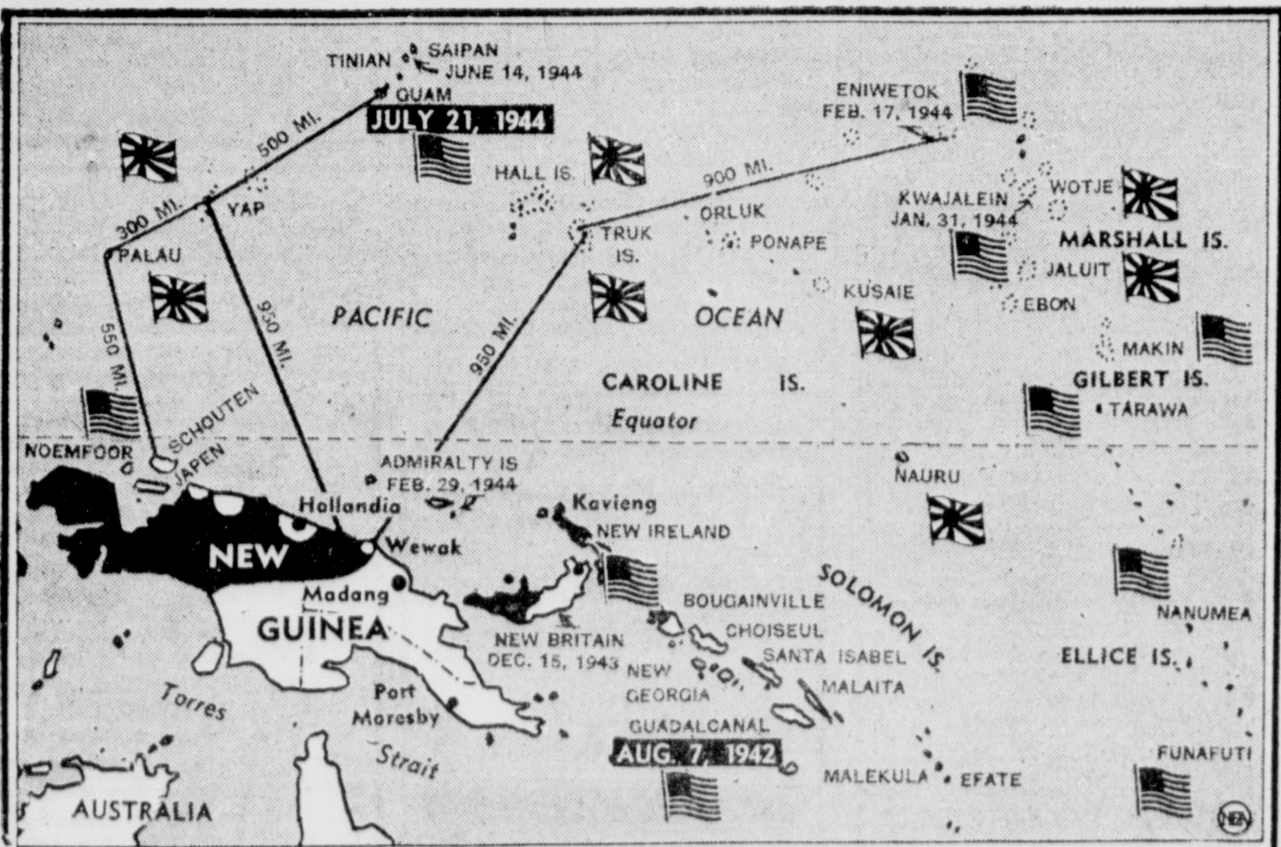 TINIAN
SAIPAN
JUNE 14, 1944
GUAM
JULY 21, 1944
500 MI.
300 MI.
YAP
PALAU
550 MI.
950 MI.
HALL IS.
TRUK
IS.
900 MI.
ORLUK
PONAPE
950 MI.
ENIWETOK
FEB. 17, 1944
KWAJALEIN
JAN. 31, 1944
WOTJE
MARSHALL IS.
JALUIT
EBON
KUSAIE
MAKIN
GILBERT IS.
TARAWA
PACIFIC
OCEAN
CAROLINE IS.
Equator
NOEMFOOR
SCHOUTEN
JAPEN
ADMIRALTY IS
FEB. 29, 1944
Hollandia
Wewak
NEW
GUINEA
Madang
Port
Moresby
Torres
Strait
AUSTRALIA
Kavieng
NEW IRELAND
NEW BRITAIN
DEC. 15, 1943
BOUGAINVILLE
CHOISEUL
SANTA ISABEL
NEW
GEORGIA
MALAITA
GUADALCANAL
AUG. 7, 1942
SOLOMON IS.
NAURU
NANUMEA
ELLICE IS.
FUNAFUTI
MALEKULA
EFATE
NEA